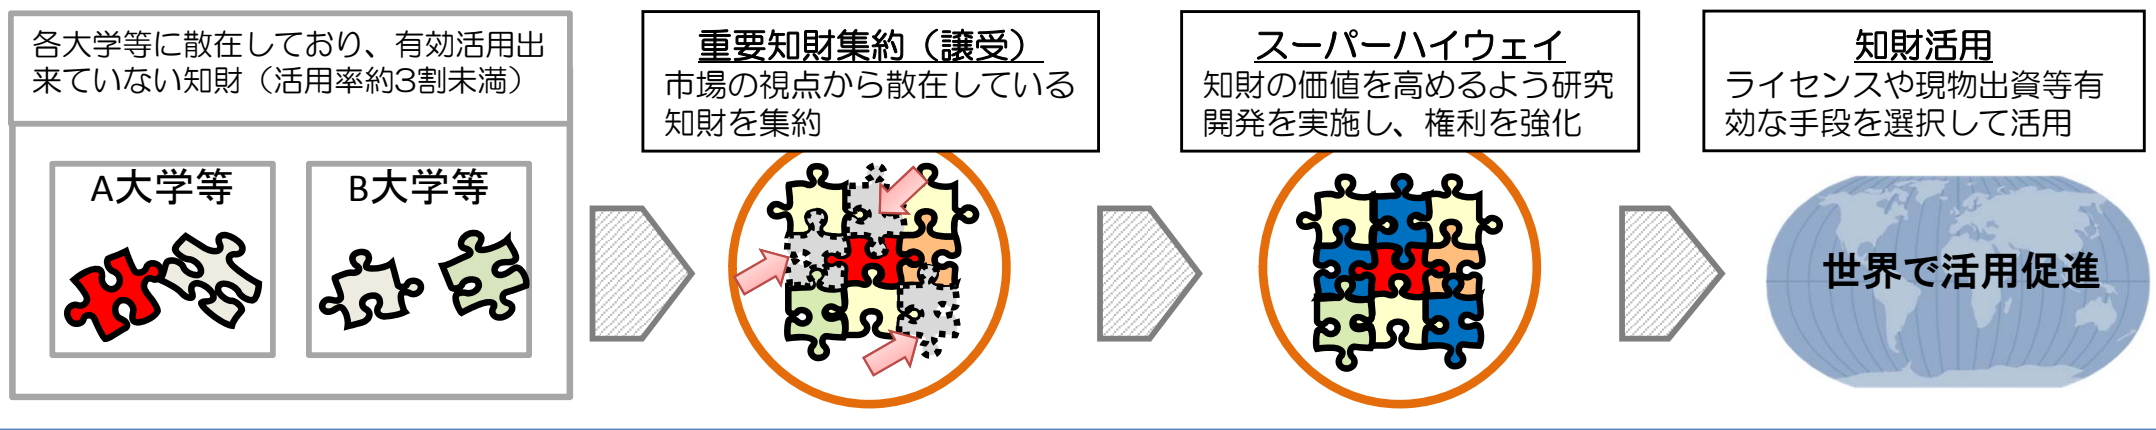 各大学等に散在しており、有効活用出
来ていない知財（活用率約3割未満）
A大学等
B大学等
重要知財集約（譲受）
市場の視点から散在している
知財を集約
スーパーハイウェイ
知財の価値を高めるよう研究
開発を実施し、権利を強化
知財活用
ライセンスや現物出資等有
効な手段を選択して活用
世界で活用促進